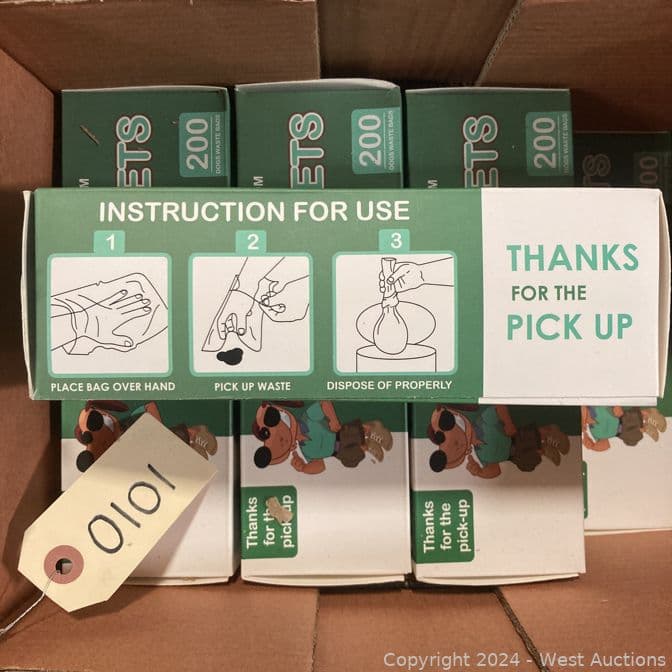 ETS
200
DOGS WASTE BAGS
M
ETS
200
DOGS WASTE BAGS
M
ETS
200
DOGS WASTE BAGS
ETS
200
INSTRUCTION FOR USE
1
2
3
PLACE BAG OVER HAND
PICK UP WASTE
DISPOSE OF PROPERLY
THANKS
FOR THE
PICK UP
0101
Thanks
for the
pick-up
Thanks
for the
pick-up
Copyright 2024 - West Auctions